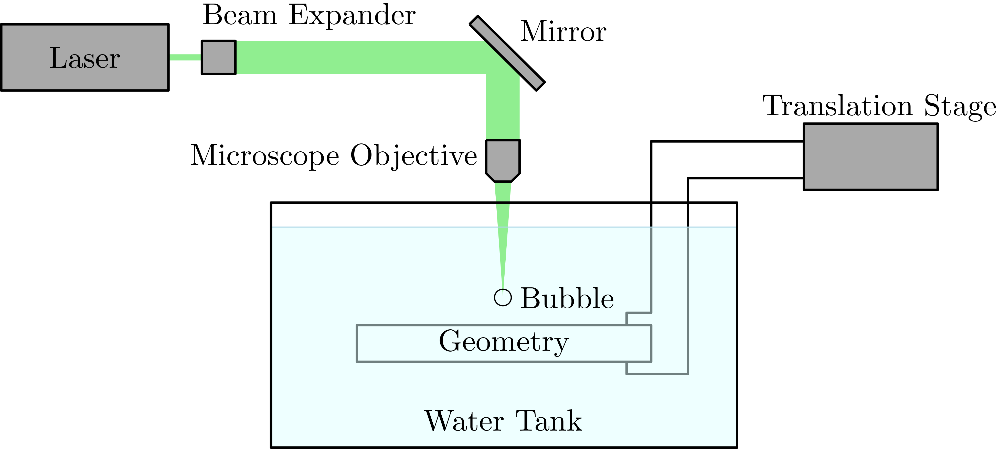 Beam Expander
Mirror
Laser
Translation Stage
Microscope Objective
Bubble
Geometry
Water Tank